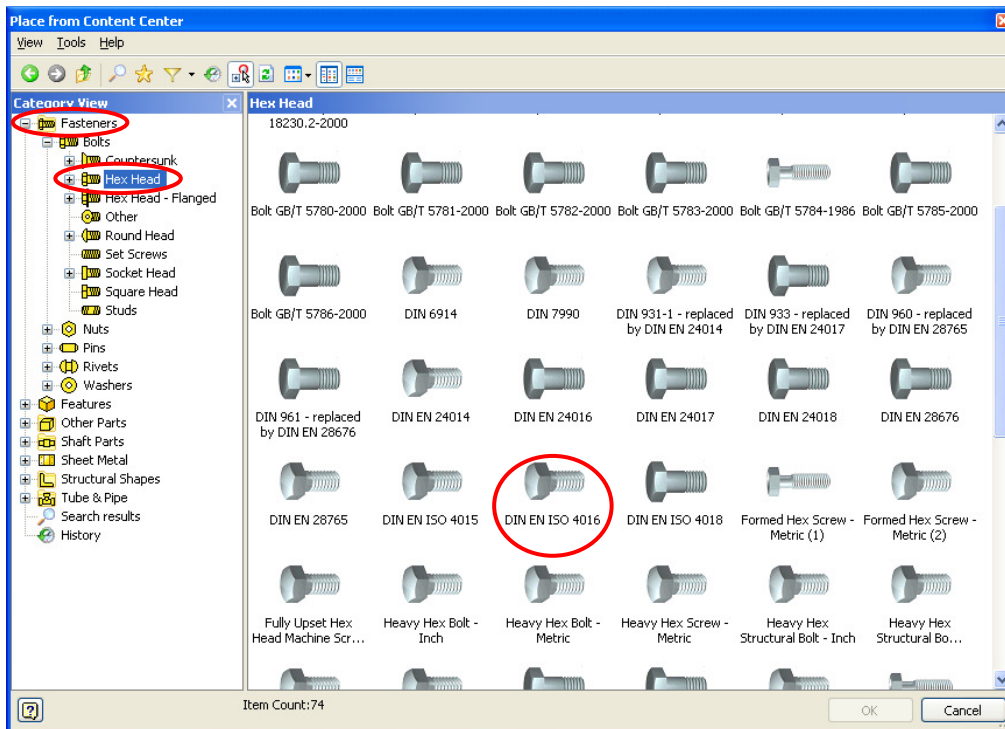 Place from Content Center
View Tools Help
Category View
Hex Head
Fasteners
Bolts
Countersunk
Hex Head
Hex Head - Flanged
Other
Round Head
Set Screws
Socket Head
Square Head
Studs
Nuts
Pins
Rivets
Washers
Features
Other Parts
Shaft Parts
Sheet Metal
Structural Shapes
Tube & Pipe
Search results
History
18230.2-2000
Bolt GB/T 5780-2000 Bolt GB/T 5781-2000 Bolt GB/T 5782-2000 Bolt GB/T 5783-2000 Bolt GB/T 5784-1986 Bolt GB/T 5785-2000
Bolt GB/T 5786-2000 DIN 6914 DIN 7990 DIN 931-1 - replaced DIN 933 - replaced DIN 960 - replaced
by DIN EN 24014 by DIN EN 24017 by DIN EN 28765
DIN 961 - replaced DIN EN 24014 DIN EN 24016 DIN EN 24017 DIN EN 24018 DIN EN 28676
by DIN EN 28676
DIN EN 28765 DIN EN ISO 4015 DIN EN ISO 4016 DIN EN ISO 4018 Formed Hex Screw - Formed Hex Screw -
Metric (1) Metric (2)
Fully Upset Hex Heavy Hex Bolt - Heavy Hex Bolt - Heavy Hex Screw - Heavy Hex Heavy Hex
Head Machine Scr... Inch Metric Metric Structural Bolt - Inch Structural Bo...
Item Count:74
OK
Cancel